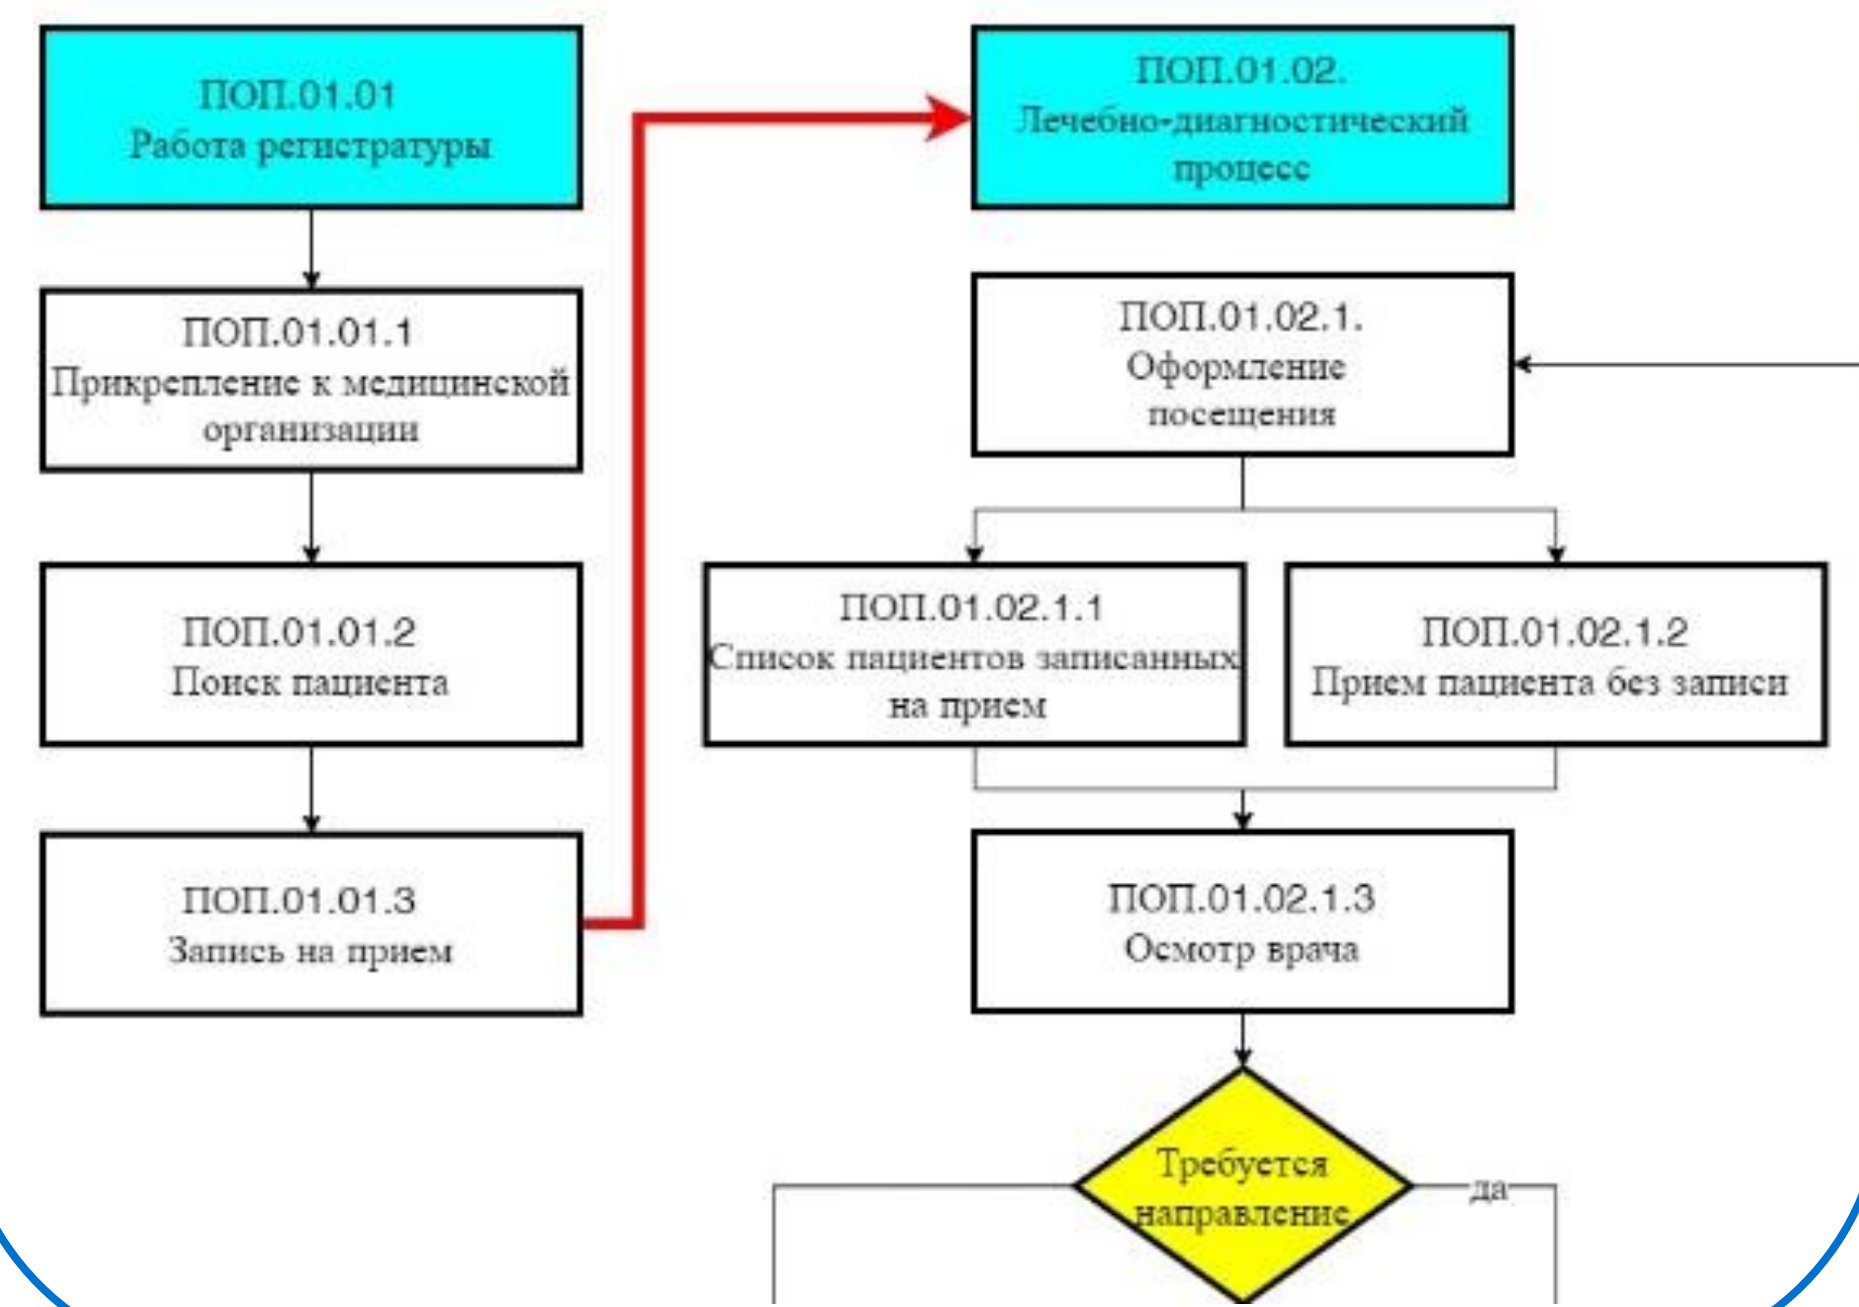 ПОП.01.01
Работа регистратуры
ПОП.01.01.1
Прикрепление к медицинской
организации
ПОП.01.01.2
Поиск пациента
ПОП.01.01.3
Запись на прием
ПОП.01.02.
Лечебно-диагностический
процесс
ПОП.01.02.1.
Оформление
посещения
ПОП.01.02.1.1
Список пациентов записанных
на прием
ПОП.01.02.1.2
Прием пациента без записи
ПОП.01.02.1.3
Осмотр врача
Требуется
направление
да